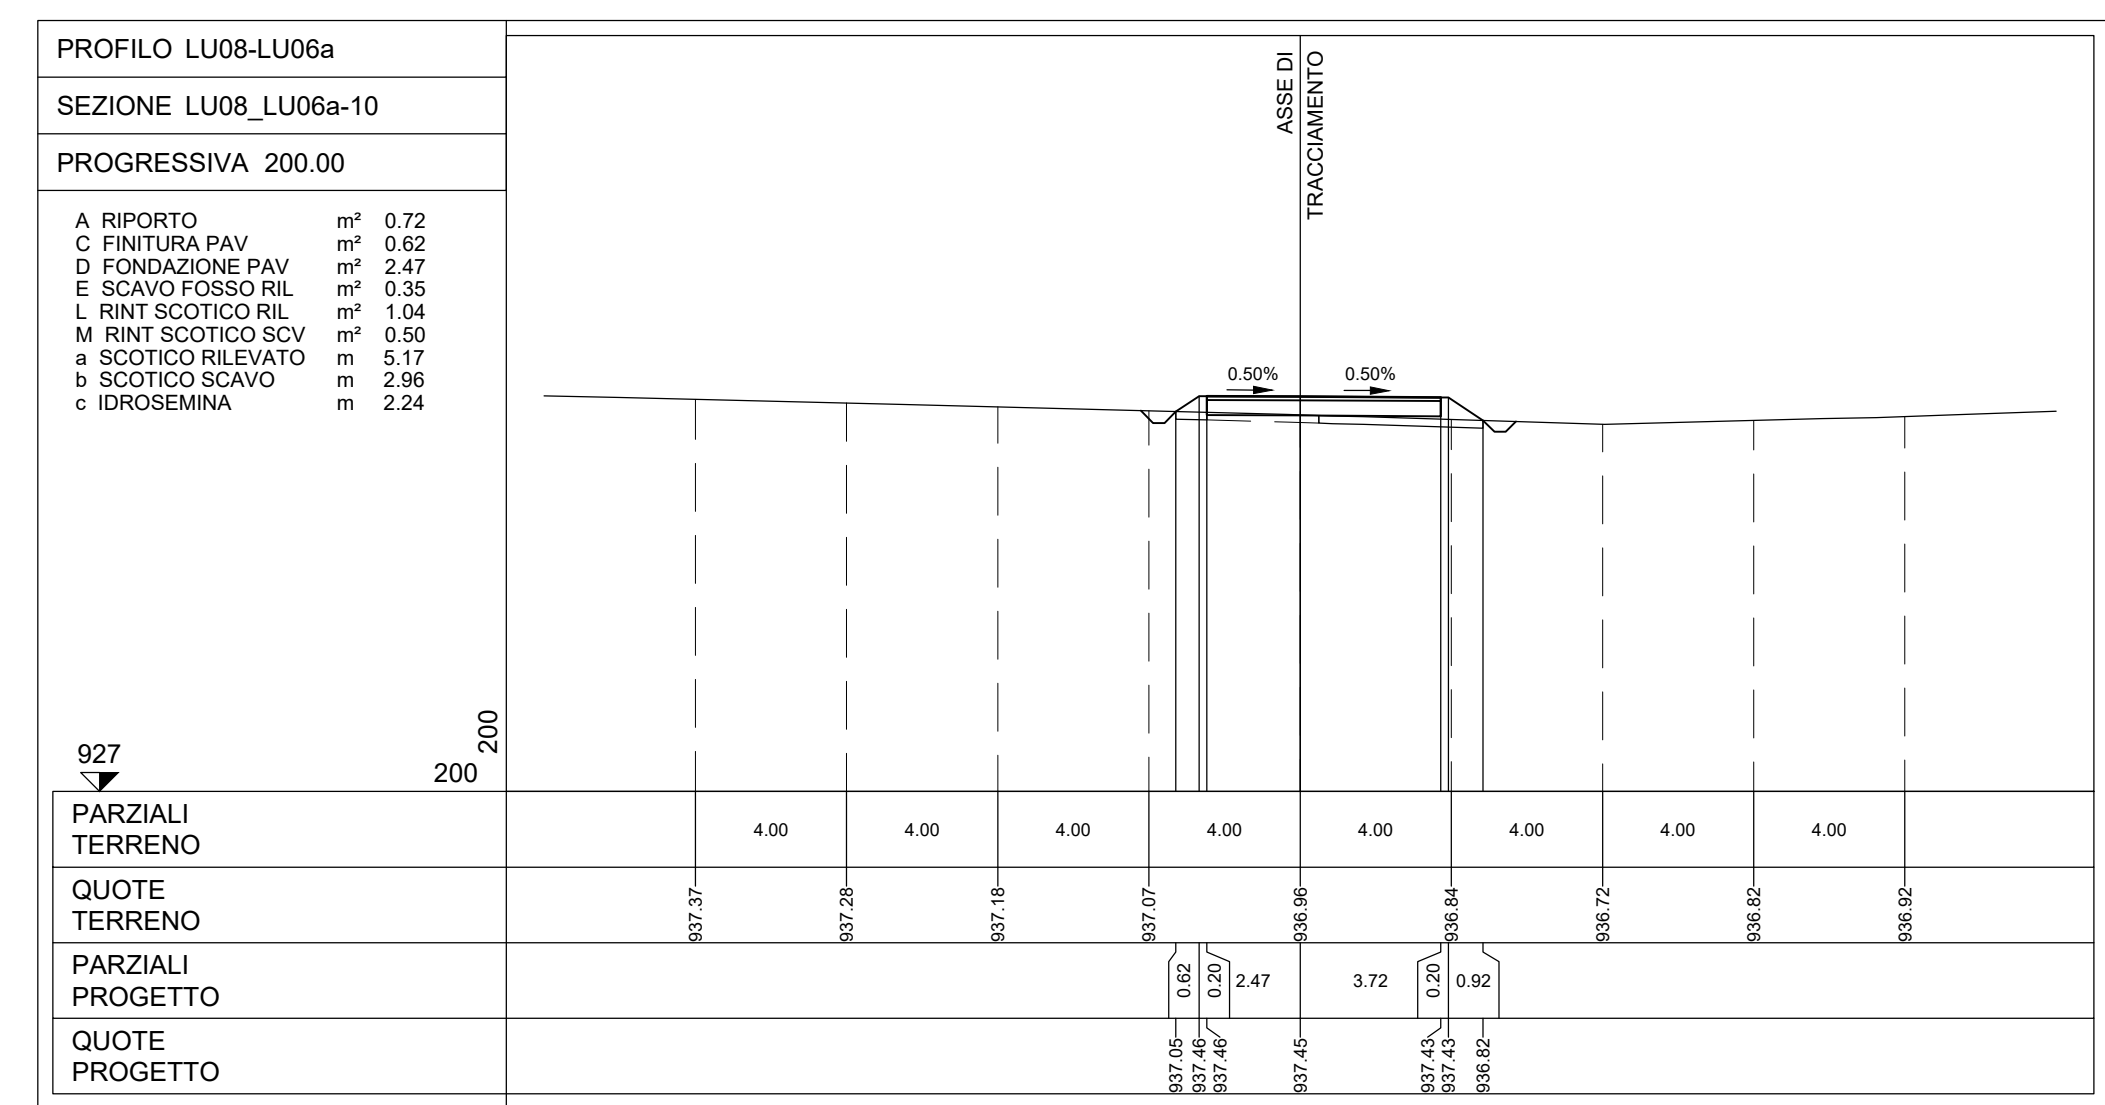 PROFILO LU08-LU06a
SEZIONE LU08_LU06a-10
PROGRESSIVA 200.00
A RIPORTO m² 0.72
C FINITURA PAV m² 0.62
D FONDAZIONE PAV m² 2.47
E SCAVO FOSSO RIL m² 0.35
L RINT SCOTICO RIL m² 1.04
M RINT SCOTICO SCV m² 0.50
a SCOTICO RILEVATO m 5.17
b SCOTICO SCAVO m 2.96
c IDROSEMINA m 2.24
ASSE DI
TRACCIAMENTO
0.50% 0.50%
927
200
200
PARZIALI
TERRENO
4.00 4.00 4.00 4.00 4.00 4.00 4.00 4.00
QUOTE
TERRENO
937.37 937.28 937.18 937.07 936.96 936.84 936.72 936.82 936.92
PARZIALI
PROGETTO
0.62 0.20 2.47 3.72 0.20 0.92
QUOTE
PROGETTO
937.05 937.46 937.46 937.45 937.43 937.43 936.82